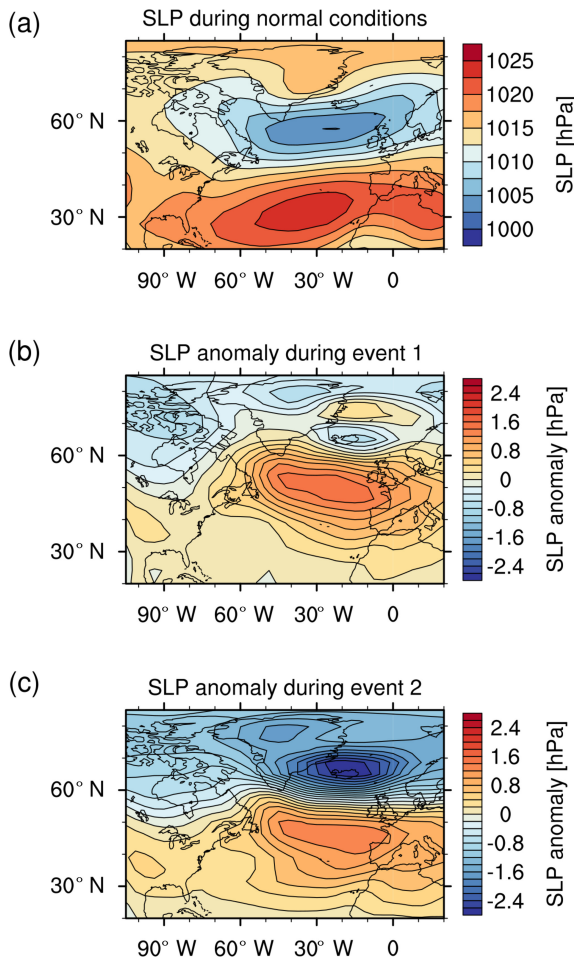 (a)
SLP during normal conditions
60° N
30° N
90° W 60° W 30° W 0
1025
1020
1015
1010
1005
1000
SLP [hPa]
(b)
SLP anomaly during event 1
60° N
30° N
90° W 60° W 30° W 0
2.4
1.6
0.8
0
-0.8
-1.6
-2.4
SLP anomaly [hPa]
(c)
SLP anomaly during event 2
60° N
30° N
90° W 60° W 30° W 0
2.4
1.6
0.8
0
-0.8
-1.6
-2.4
SLP anomaly [hPa]